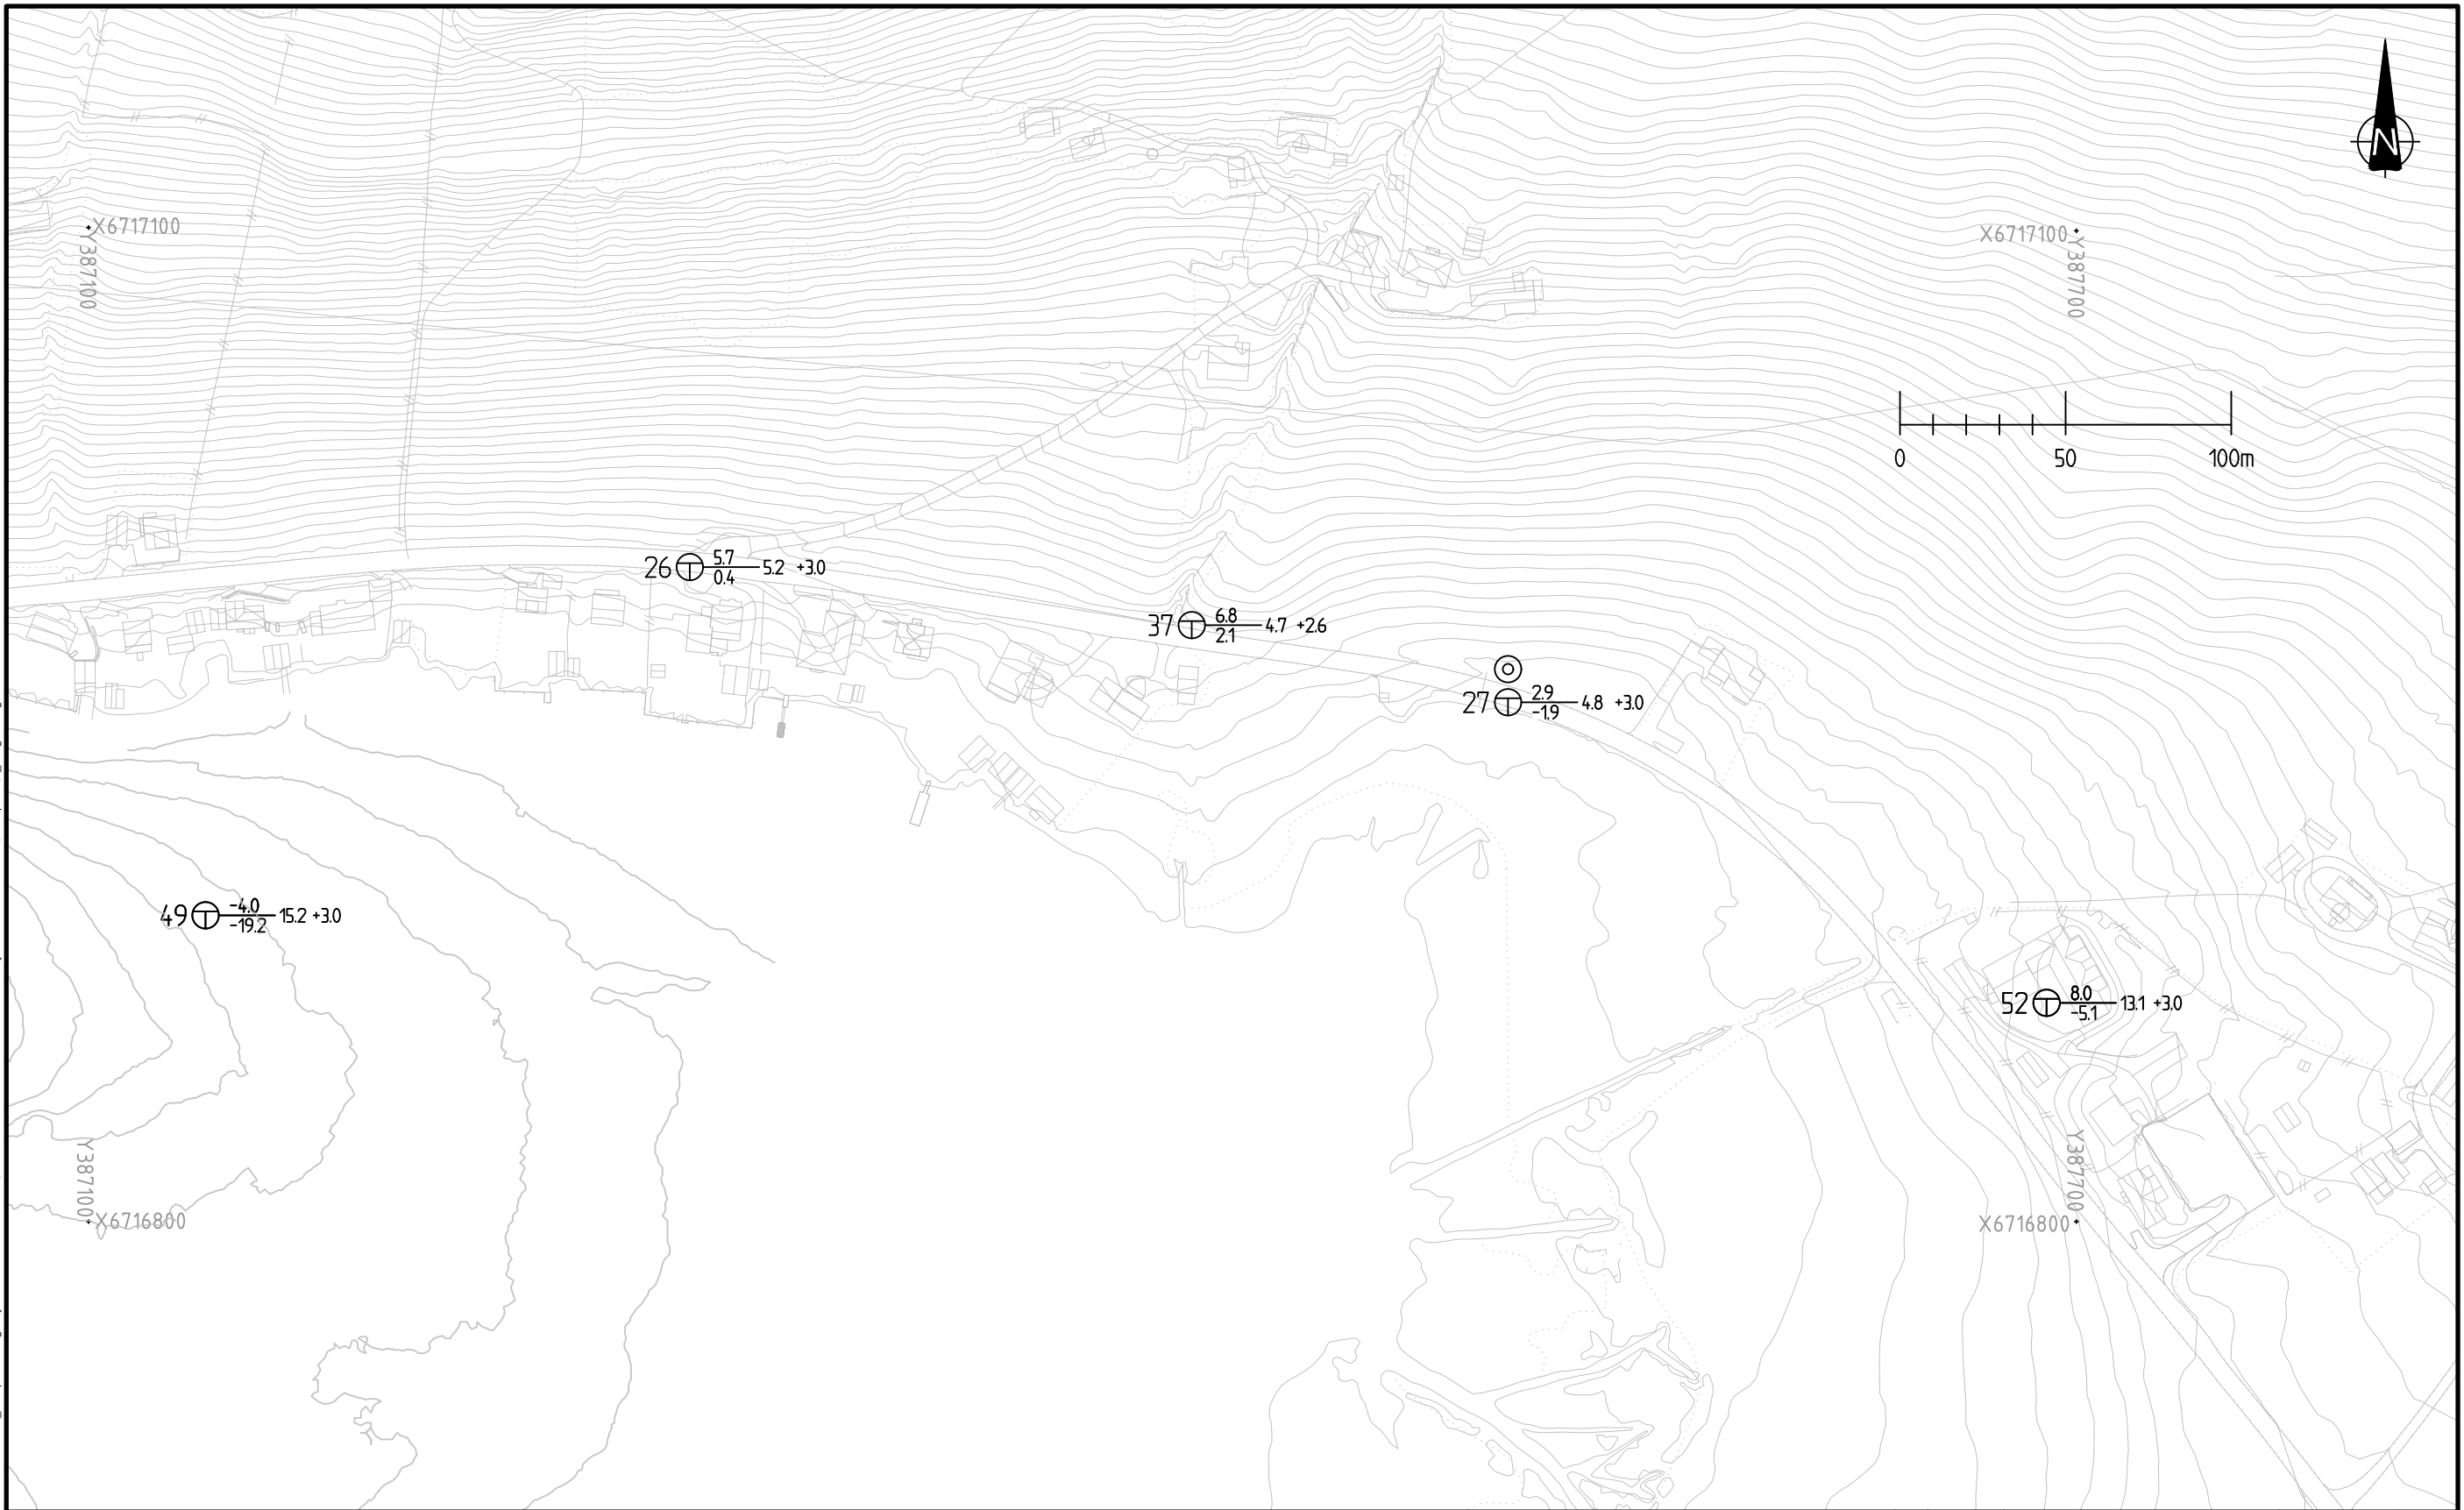 N
X6717100
Y387100
X6717100
Y387700
0 50 100m
26 5.7 0.4 5.2 +3.0
37 6.8 2.1 4.7 +2.6
27 2.9 -1.9 4.8 +3.0
49 -4.0 -19.2 15.2 +3.0
52 8.0 -5.1 13.1 +3.0
Y387100
X6716800
Y387700
X6716800